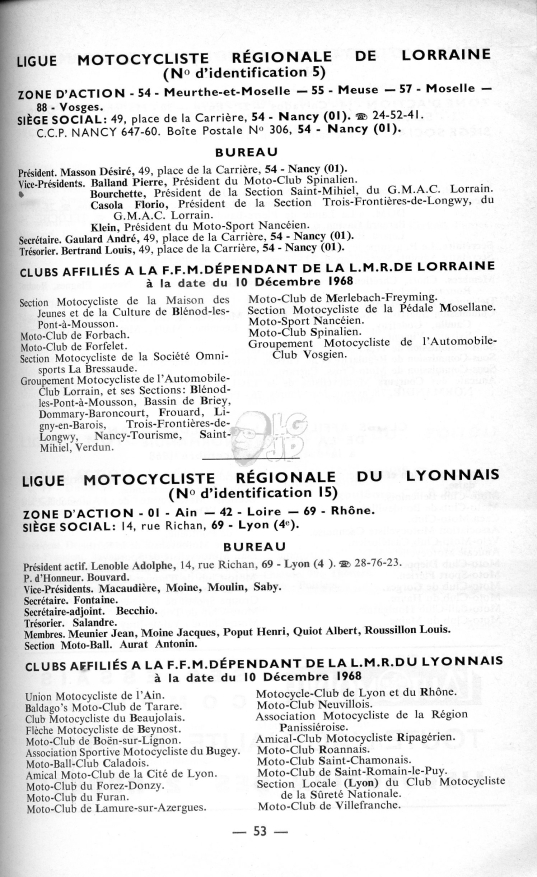 LIGUE MOTOCYCLISTE RÉGIONALE DE LORRAINE
(No d'identification 5)
ZONE D'ACTION - 54 - Meurthe-et-Moselle — 55 - Meuse — 57 - Moselle —
88 - Vosges.
SIÈGE SOCIAL: 49, place de la Carrière, 54 - Nancy (01). ☎ 24-52-41.
C.C.P. NANCY 647-60. Boîte Postale No 306, 54 - Nancy (01).
BUREAU
Président. Masson Désiré, 49, place de la Carrière, 54 - Nancy (01).
Vice-Présidents. Balland Pierre, Président du Moto-Club Spinalien.
Bourchette, Président de la Section Saint-Mihiel, du G.M.A.C. Lorrain.
Casola Florio, Président de la Section Trois-Frontières-de-Longwy, du
G.M.A.C. Lorrain.
Klein, Président du Moto-Sport Nancéien.
Secrétaire. Gaulard André, 49, place de la Carrière, 54 - Nancy (01).
Trésorier. Bertrand Louis, 49, place de la Carrière, 54 - Nancy (01).
CLUBS AFFILIÉS A LA F.F.M.DÉPENDANT DE LA L.M.R.DE LORRAINE
à la date du 10 Décembre 1968
Section Motocycliste de la Maison des
Jeunes et de la Culture de Blénod-les-
Pont-à-Mousson.
Moto-Club de Forbach.
Moto-Club de Forfelet.
Section Motocycliste de la Société Omni-
sports La Bressaude.
Groupement Motocycliste de l'Automobile-
Club Lorrain, et ses Sections: Blénod-
les-Pont-à-Mousson, Bassin de Briey,
Dommary-Baroncourt, Frouard, Li-
gny-en-Barois, Trois-Frontières-de-
Longwy, Nancy-Tourisme, Saint-
Mihiel, Verdun.
Moto-Club de Merlebach-Freyming.
Section Motocycliste de la Pédale Mosellane.
Moto-Sport Nancéien.
Moto-Club Spinalien.
Groupement Motocycliste de l'Automobile-
Club Vosgien.
LG
JP
LIGUE MOTOCYCLISTE RÉGIONALE DU LYONNAIS
(No d'identification 15)
ZONE D'ACTION - 01 - Ain — 42 - Loire — 69 - Rhône.
SIÈGE SOCIAL: 14, rue Richan, 69 - Lyon (4e).
BUREAU
Président actif. Lenoble Adolphe, 14, rue Richan, 69 - Lyon (4 ). ☎ 28-76-23.
P. d'Honneur. Bouvard.
Vice-Présidents. Macaudière, Moine, Moulin, Saby.
Secrétaire. Fontaine.
Secrétaire-adjoint. Becchio.
Trésorier. Salandre.
Membres. Meunier Jean, Moine Jacques, Poput Henri, Quiot Albert, Roussillon Louis.
Section Moto-Ball. Aurat Antonin.
CLUBS AFFILIÉS A LA F.F.M.DÉPENDANT DE LA L.M.R.DU LYONNAIS
à la date du 10 Décembre 1968
Union Motocycliste de l'Ain.
Baldago's Moto-Club de Tarare.
Club Motocycliste du Beaujolais.
Flèche Motocycliste de Beynost.
Moto-Club de Boën-sur-Lignon.
Association Sportive Motocycliste du Bugey.
Moto-Ball-Club Caladois.
Amical Moto-Club de la Cité de Lyon.
Moto-Club du Forez-Donzy.
Moto-Club du Furan.
Moto-Club de Lamure-sur-Azergues.
Motocycle-Club de Lyon et du Rhône.
Moto-Club Neuvillois.
Association Motocycliste de la Région
Panissiéroise.
Amical-Club Motocycliste Ripagérien.
Moto-Club Roannais.
Moto-Club Saint-Chamonais.
Moto-Club de Saint-Romain-le-Puy.
Section Locale (Lyon) du Club Motocycliste
de la Sûreté Nationale.
Moto-Club de Villefranche.
— 53 —